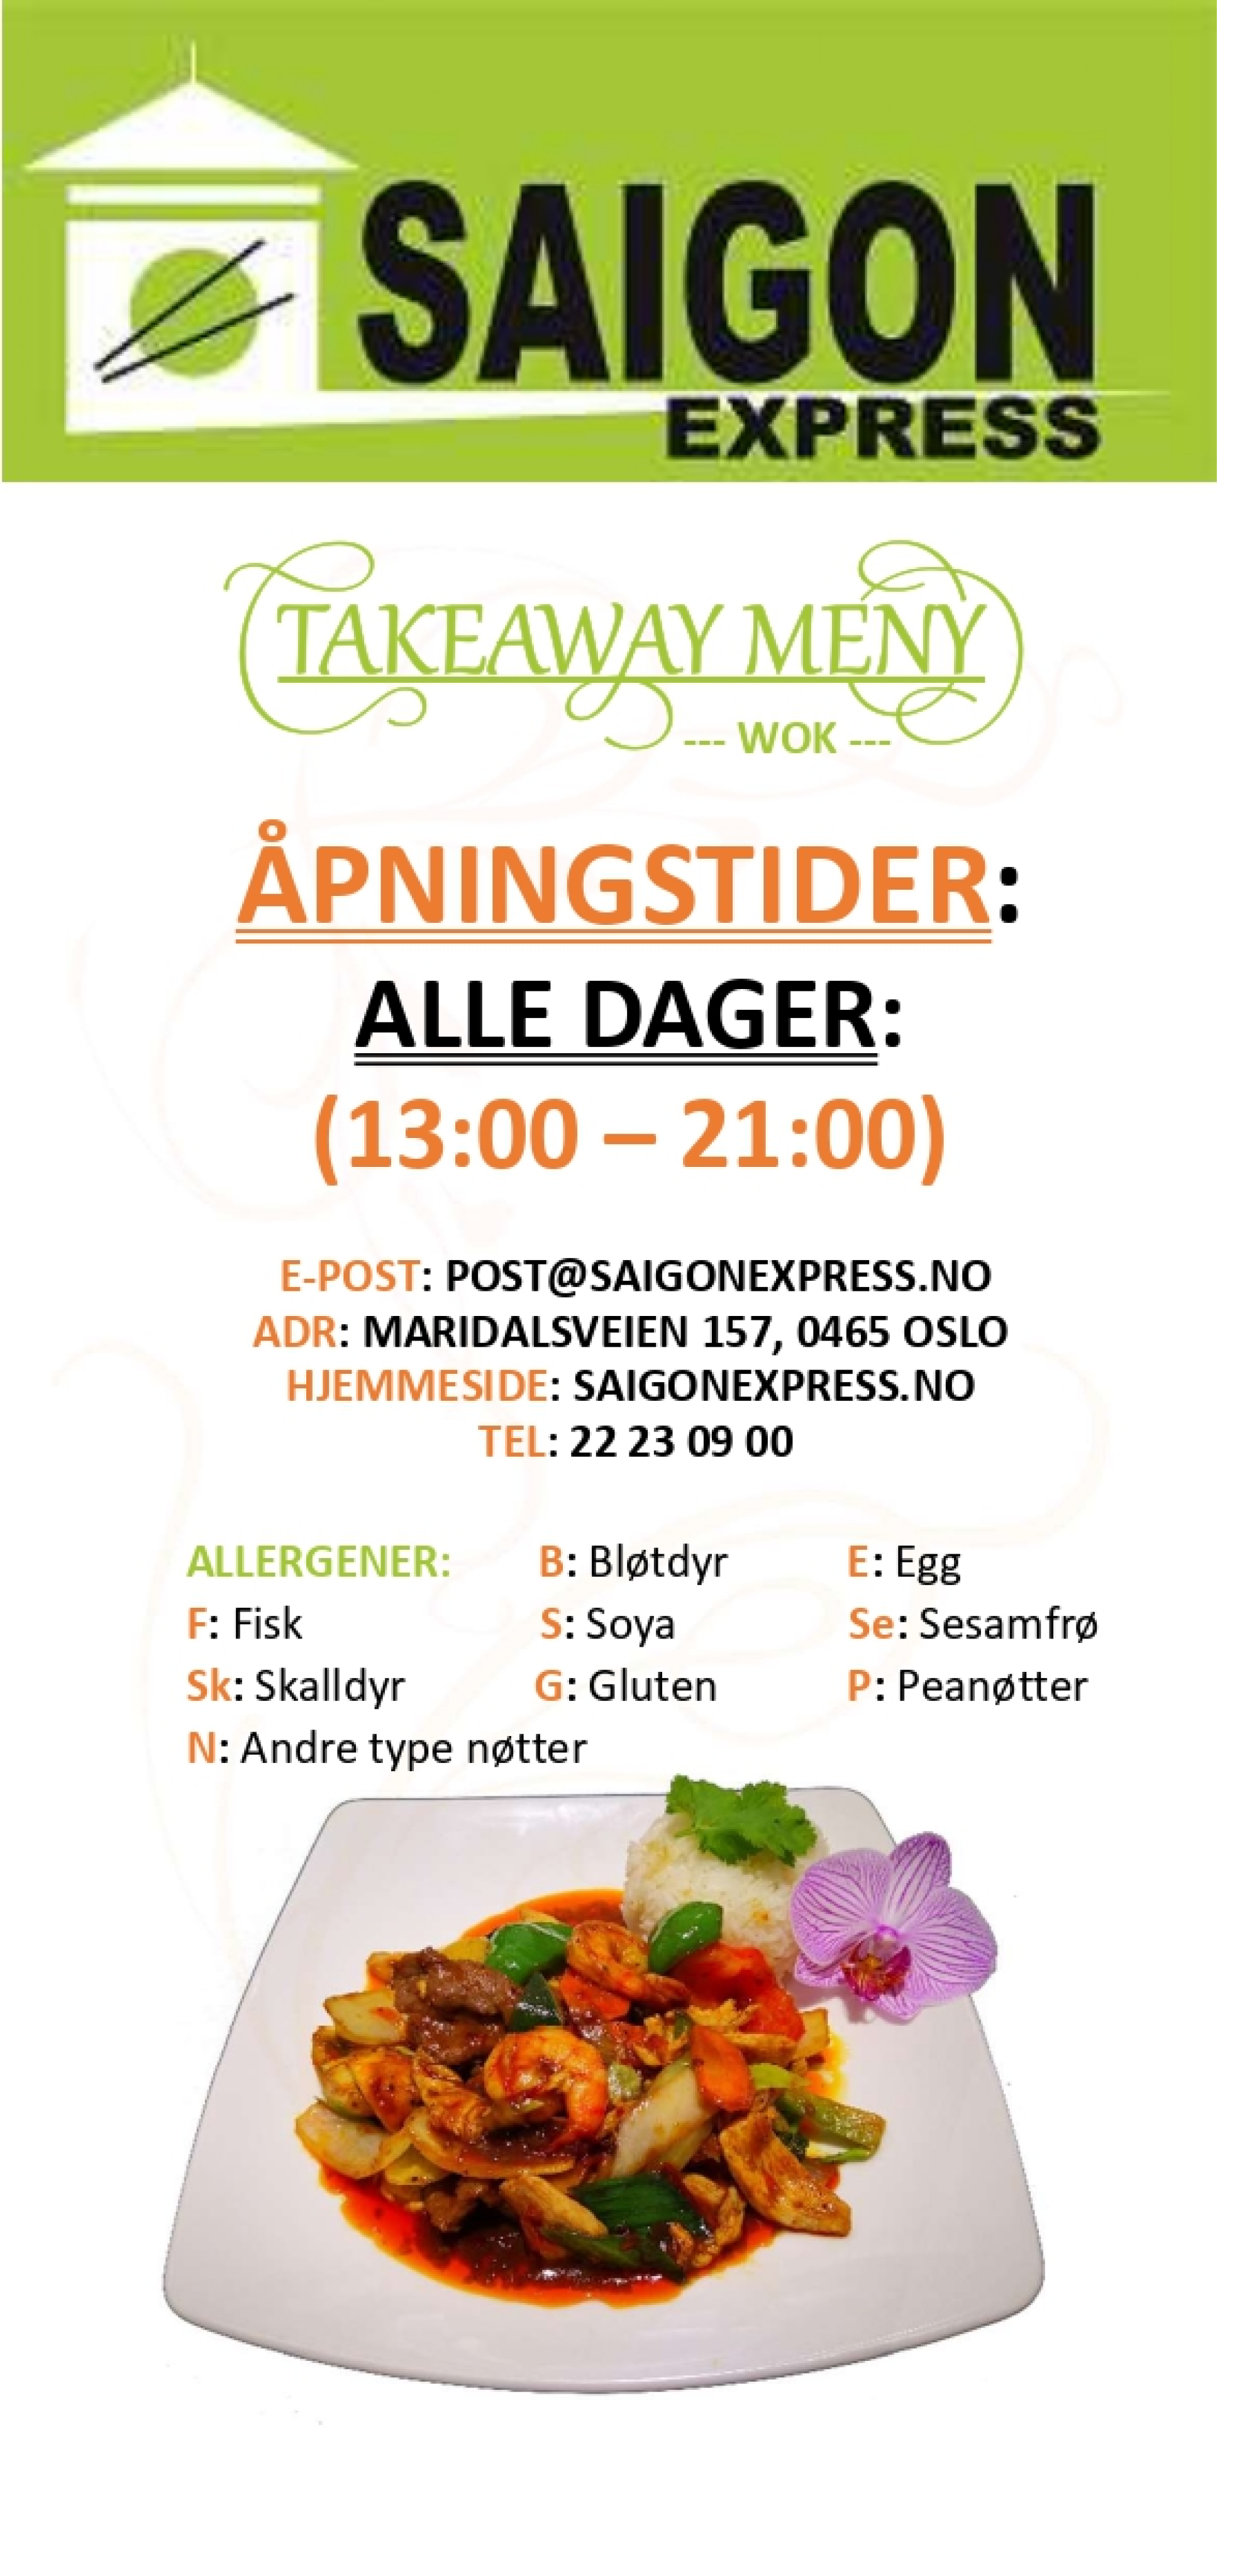 SAIGON
EXPRESS
TAKEAWAY MENY
--- WOK ---
ÅPNINGSTIDER:
ALLE DAGER:
(13:00 – 21:00)
E-POST: POST@SAIGONEXPRESS.NO
ADR: MARIDALSVEIEN 157, 0465 OSLO
HJEMMESIDE: SAIGONEXPRESS.NO
TEL: 22 23 09 00
ALLERGENER: B: Bløtdyr E: Egg
F: Fisk S: Soya Se: Sesamfrø
Sk: Skalldyr G: Gluten P: Peanøtter
N: Andre type nøtter